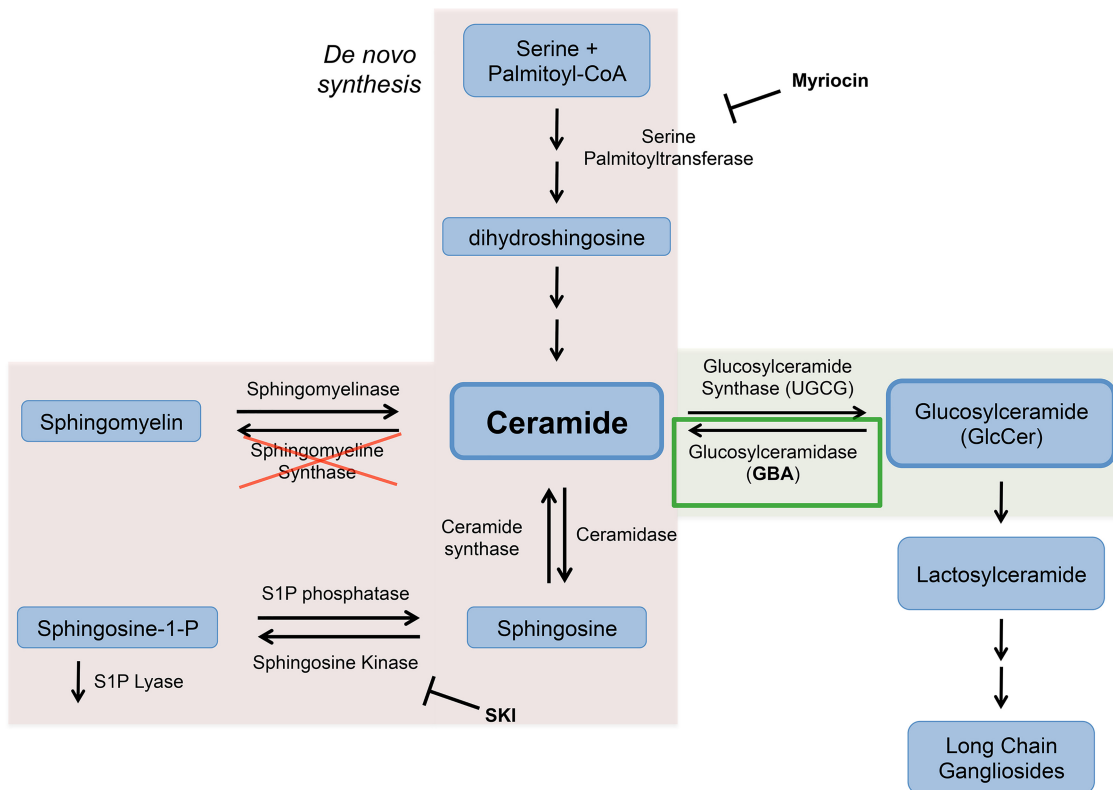 De novo
synthesis
Serine +
Palmitoyl-CoA
Myriocin
Serine
Palmitoyltransferase
dihydroshingosine
Sphingomyelin
Sphingomyelinase
Sphingomyeline
Synthase
Ceramide
Glucosylceramide
Synthase (UGCG)
Glucosylceramidase
(GBA)
Glucosylceramide
(GlcCer)
Ceramide
synthase
Ceramidase
Lactosylceramide
Sphingosine-1-P
S1P phosphatase
Sphingosine Kinase
Sphingosine
S1P Lyase
SKI
Long Chain
Gangliosides